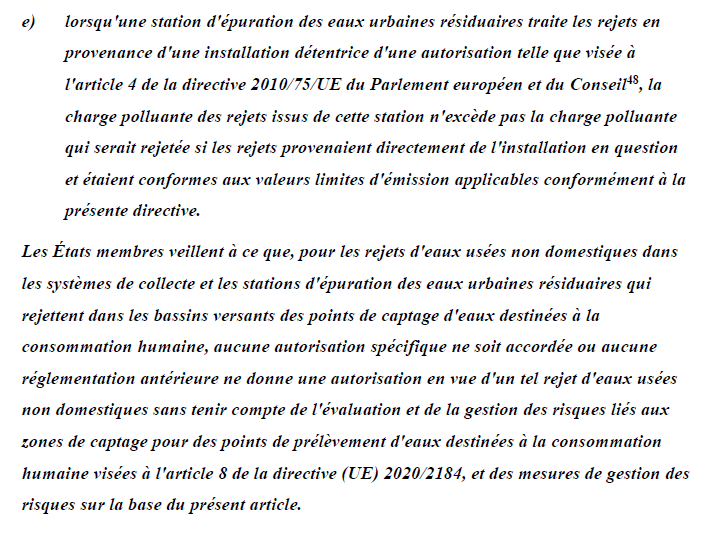 e) lorsqu'une station d'épuration des eaux urbaines résiduaires traite les rejets en
provenance d'une installation détentrice d'une autorisation telle que visée à
l'article 4 de la directive 2010/75/UE du Parlement européen et du Conseil⁴⁸, la
charge polluante des rejets issus de cette station n'excède pas la charge polluante
qui serait rejetée si les rejets provenaient directement de l'installation en question
et étaient conformes aux valeurs limites d'émission applicables conformément à la
présente directive.
Les États membres veillent à ce que, pour les rejets d'eaux usées non domestiques dans
les systèmes de collecte et les stations d'épuration des eaux urbaines résiduaires qui
rejettent dans les bassins versants des points de captage d'eaux destinées à la
consommation humaine, aucune autorisation spécifique ne soit accordée ou aucune
réglementation antérieure ne donne une autorisation en vue d'un tel rejet d'eaux usées
non domestiques sans tenir compte de l'évaluation et de la gestion des risques liés aux
zones de captage pour des points de prélèvement d'eaux destinées à la consommation
humaine visées à l'article 8 de la directive (UE) 2020/2184, et des mesures de gestion des
risques sur la base du présent article.